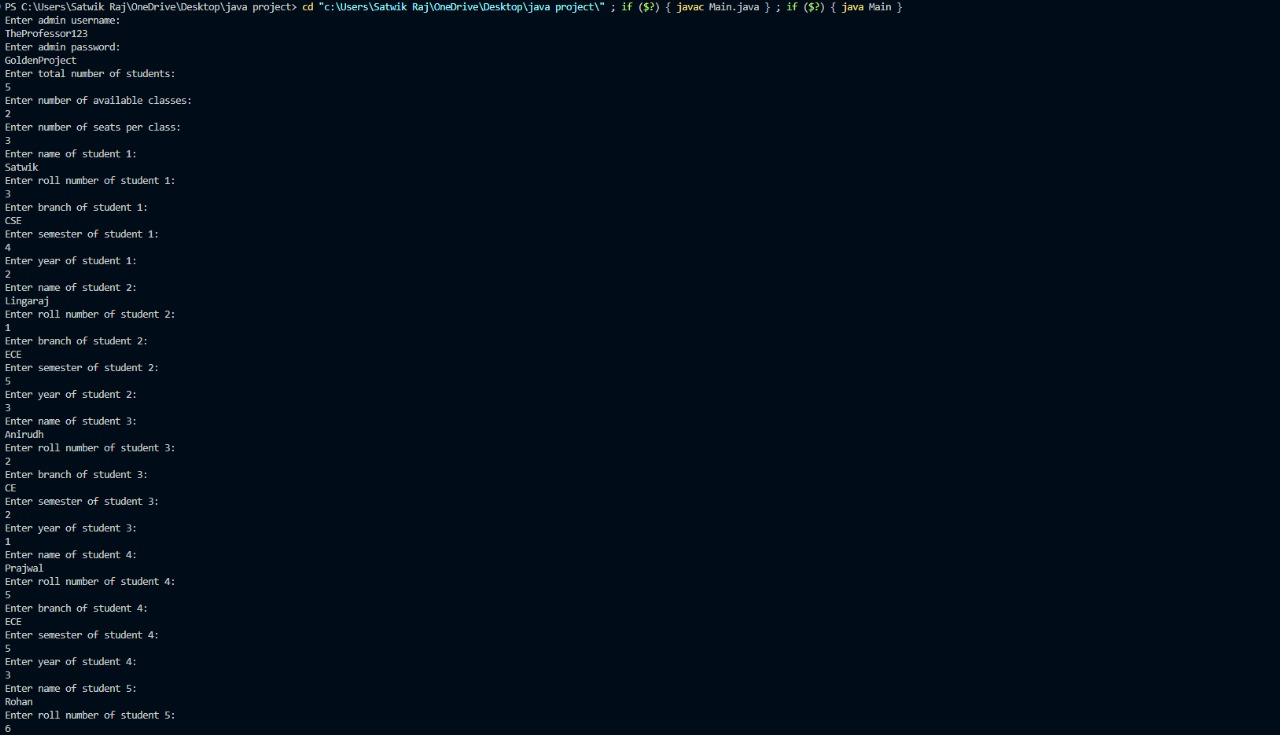 PS C:\Users\Satwik Raj\OneDrive\Desktop\java project> cd "c:\Users\Satwik Raj\OneDrive\Desktop\java project\" ; if ($?) { javac Main.java } ; if ($?) { java Main }
Enter admin username:
TheProfessor123
Enter admin password:
GoldenProject
Enter total number of students:
5
Enter number of available classes:
2
Enter number of seats per class:
3
Enter name of student 1:
Satwik
Enter roll number of student 1:
3
Enter branch of student 1:
CSE
Enter semester of student 1:
4
Enter year of student 1:
2
Enter name of student 2:
Lingaraj
Enter roll number of student 2:
1
Enter branch of student 2:
ECE
Enter semester of student 2:
5
Enter year of student 2:
3
Enter name of student 3:
Anirudh
Enter roll number of student 3:
2
Enter branch of student 3:
CE
Enter semester of student 3:
2
Enter year of student 3:
1
Enter name of student 4:
Prajwal
Enter roll number of student 4:
5
Enter branch of student 4:
ECE
Enter semester of student 4:
5
Enter year of student 4:
3
Enter name of student 5:
Rohan
Enter roll number of student 5:
6